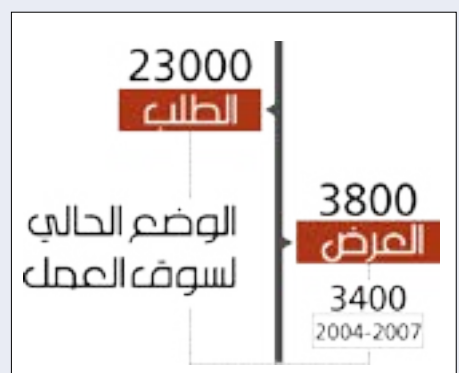 23000
الطلب
3800
العرض
3400
2004-2007
الوضع الحالي
لسوق العمل